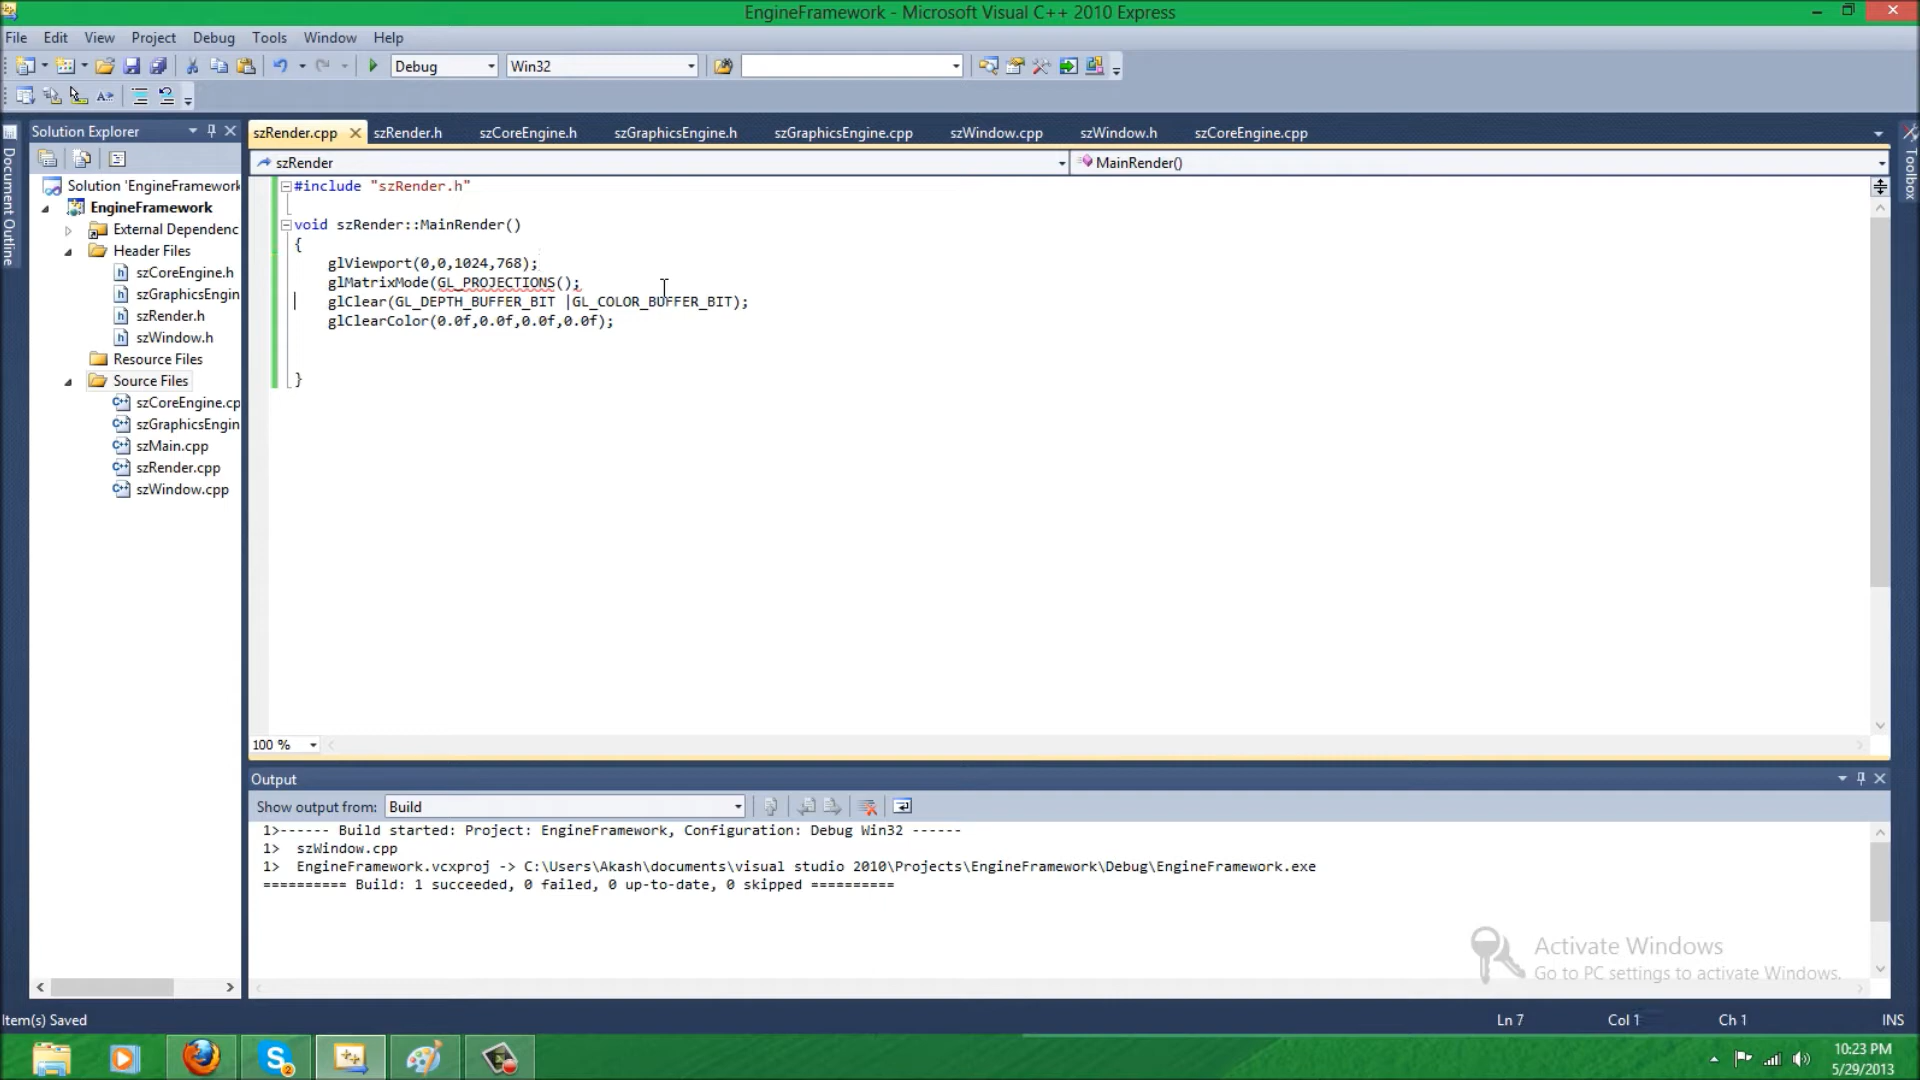 EngineFramework - Microsoft Visual C++ 2010 Express
File Edit View Project Debug Tools Window Help
Debug Win32
Document Outline
Solution Explorer
szRender.cpp szRender.h szCoreEngine.h szGraphicsEngine.h szGraphicsEngine.cpp szWindow.cpp szWindow.h szCoreEngine.cpp
Toolbox
szRender MainRender()
Solution 'EngineFramework
EngineFramework
External Dependenc
Header Files
szCoreEngine.h
szGraphicsEngin
szRender.h
szWindow.h
Resource Files
Source Files
szCoreEngine.cp
szGraphicsEngin
szMain.cpp
szRender.cpp
szWindow.cpp
#include "szRender.h"
void szRender::MainRender()
{
glViewport(0,0,1024,768);
glMatrixMode(GL_PROJECTIONS();
glClear(GL_DEPTH_BUFFER_BIT |GL_COLOR_BUFFER_BIT);
glClearColor(0.0f,0.0f,0.0f,0.0f);
}
100 %
Output
Show output from: Build
1>------ Build started: Project: EngineFramework, Configuration: Debug Win32 ------
1> szWindow.cpp
1> EngineFramework.vcxproj -> C:\Users\Akash\documents\visual studio 2010\Projects\EngineFramework\Debug\EngineFramework.exe
========== Build: 1 succeeded, 0 failed, 0 up-to-date, 0 skipped ==========
Activate Windows
Go to PC settings to activate Windows.
Item(s) Saved Ln 7 Col 1 Ch 1 INS
2
10:23 PM
5/29/2013